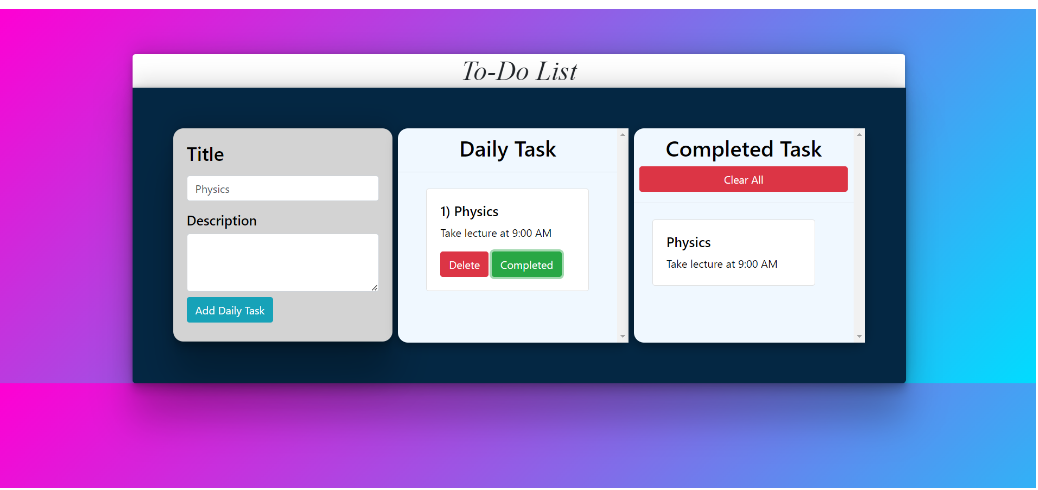 To-Do List
Title
Physics
Description
Add Daily Task
Daily Task
1) Physics
Take lecture at 9:00 AM
Delete
Completed
Completed Task
Clear All
Physics
Take lecture at 9:00 AM